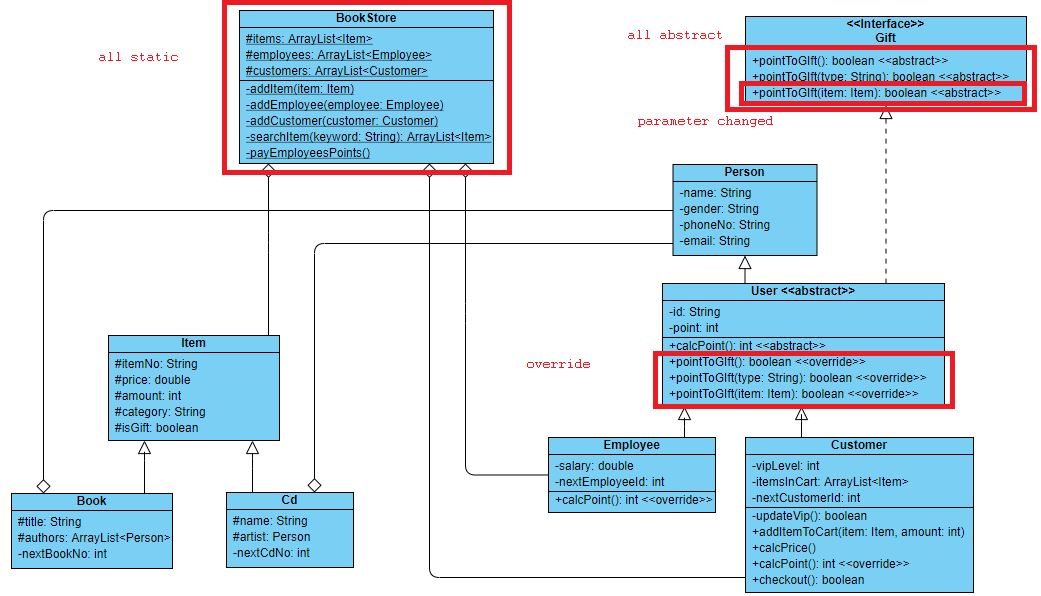 BookStore
#items: ArrayList<Item>
#employees: ArrayList<Employee>
#customers: ArrayList<Customer>
-addItem(item: Item)
-addEmployee(employee: Employee)
-addCustomer(customer: Customer)
-searchItem(keyword: String): ArrayList<Item>
-payEmployeesPoints()
all static
all abstract
<<Interface>>
Gift
+pointToGIft(): boolean <<abstract>>
+pointToGIft(type: String): boolean <<abstract>>
+pointToGIft(item: Item): boolean <<abstract>>
parameter changed
Person
-name: String
-gender: String
-phoneNo: String
-email: String
User <<abstract>>
-id: String
-point: int
+calcPoint(): int <<abstract>>
+pointToGIft(): boolean <<override>>
+pointToGIft(type: String): boolean <<override>>
+pointToGIft(item: Item): boolean <<override>>
override
Item
#itemNo: String
#price: double
#amount: int
#category: String
#isGift: boolean
Employee
-salary: double
-nextEmployeeId: int
+calcPoint(): int <<override>>
Customer
-vipLevel: int
-itemsInCart: ArrayList<Item>
-nextCustomerId: int
-updateVip(): boolean
+addItemToCart(item: Item, amount: int)
+calcPrice()
+calcPoint(): int <<override>>
+checkout(): boolean
Book
#title: String
#authors: ArrayList<Person>
-nextBookNo: int
Cd
#name: String
#artist: Person
-nextCdNo: int